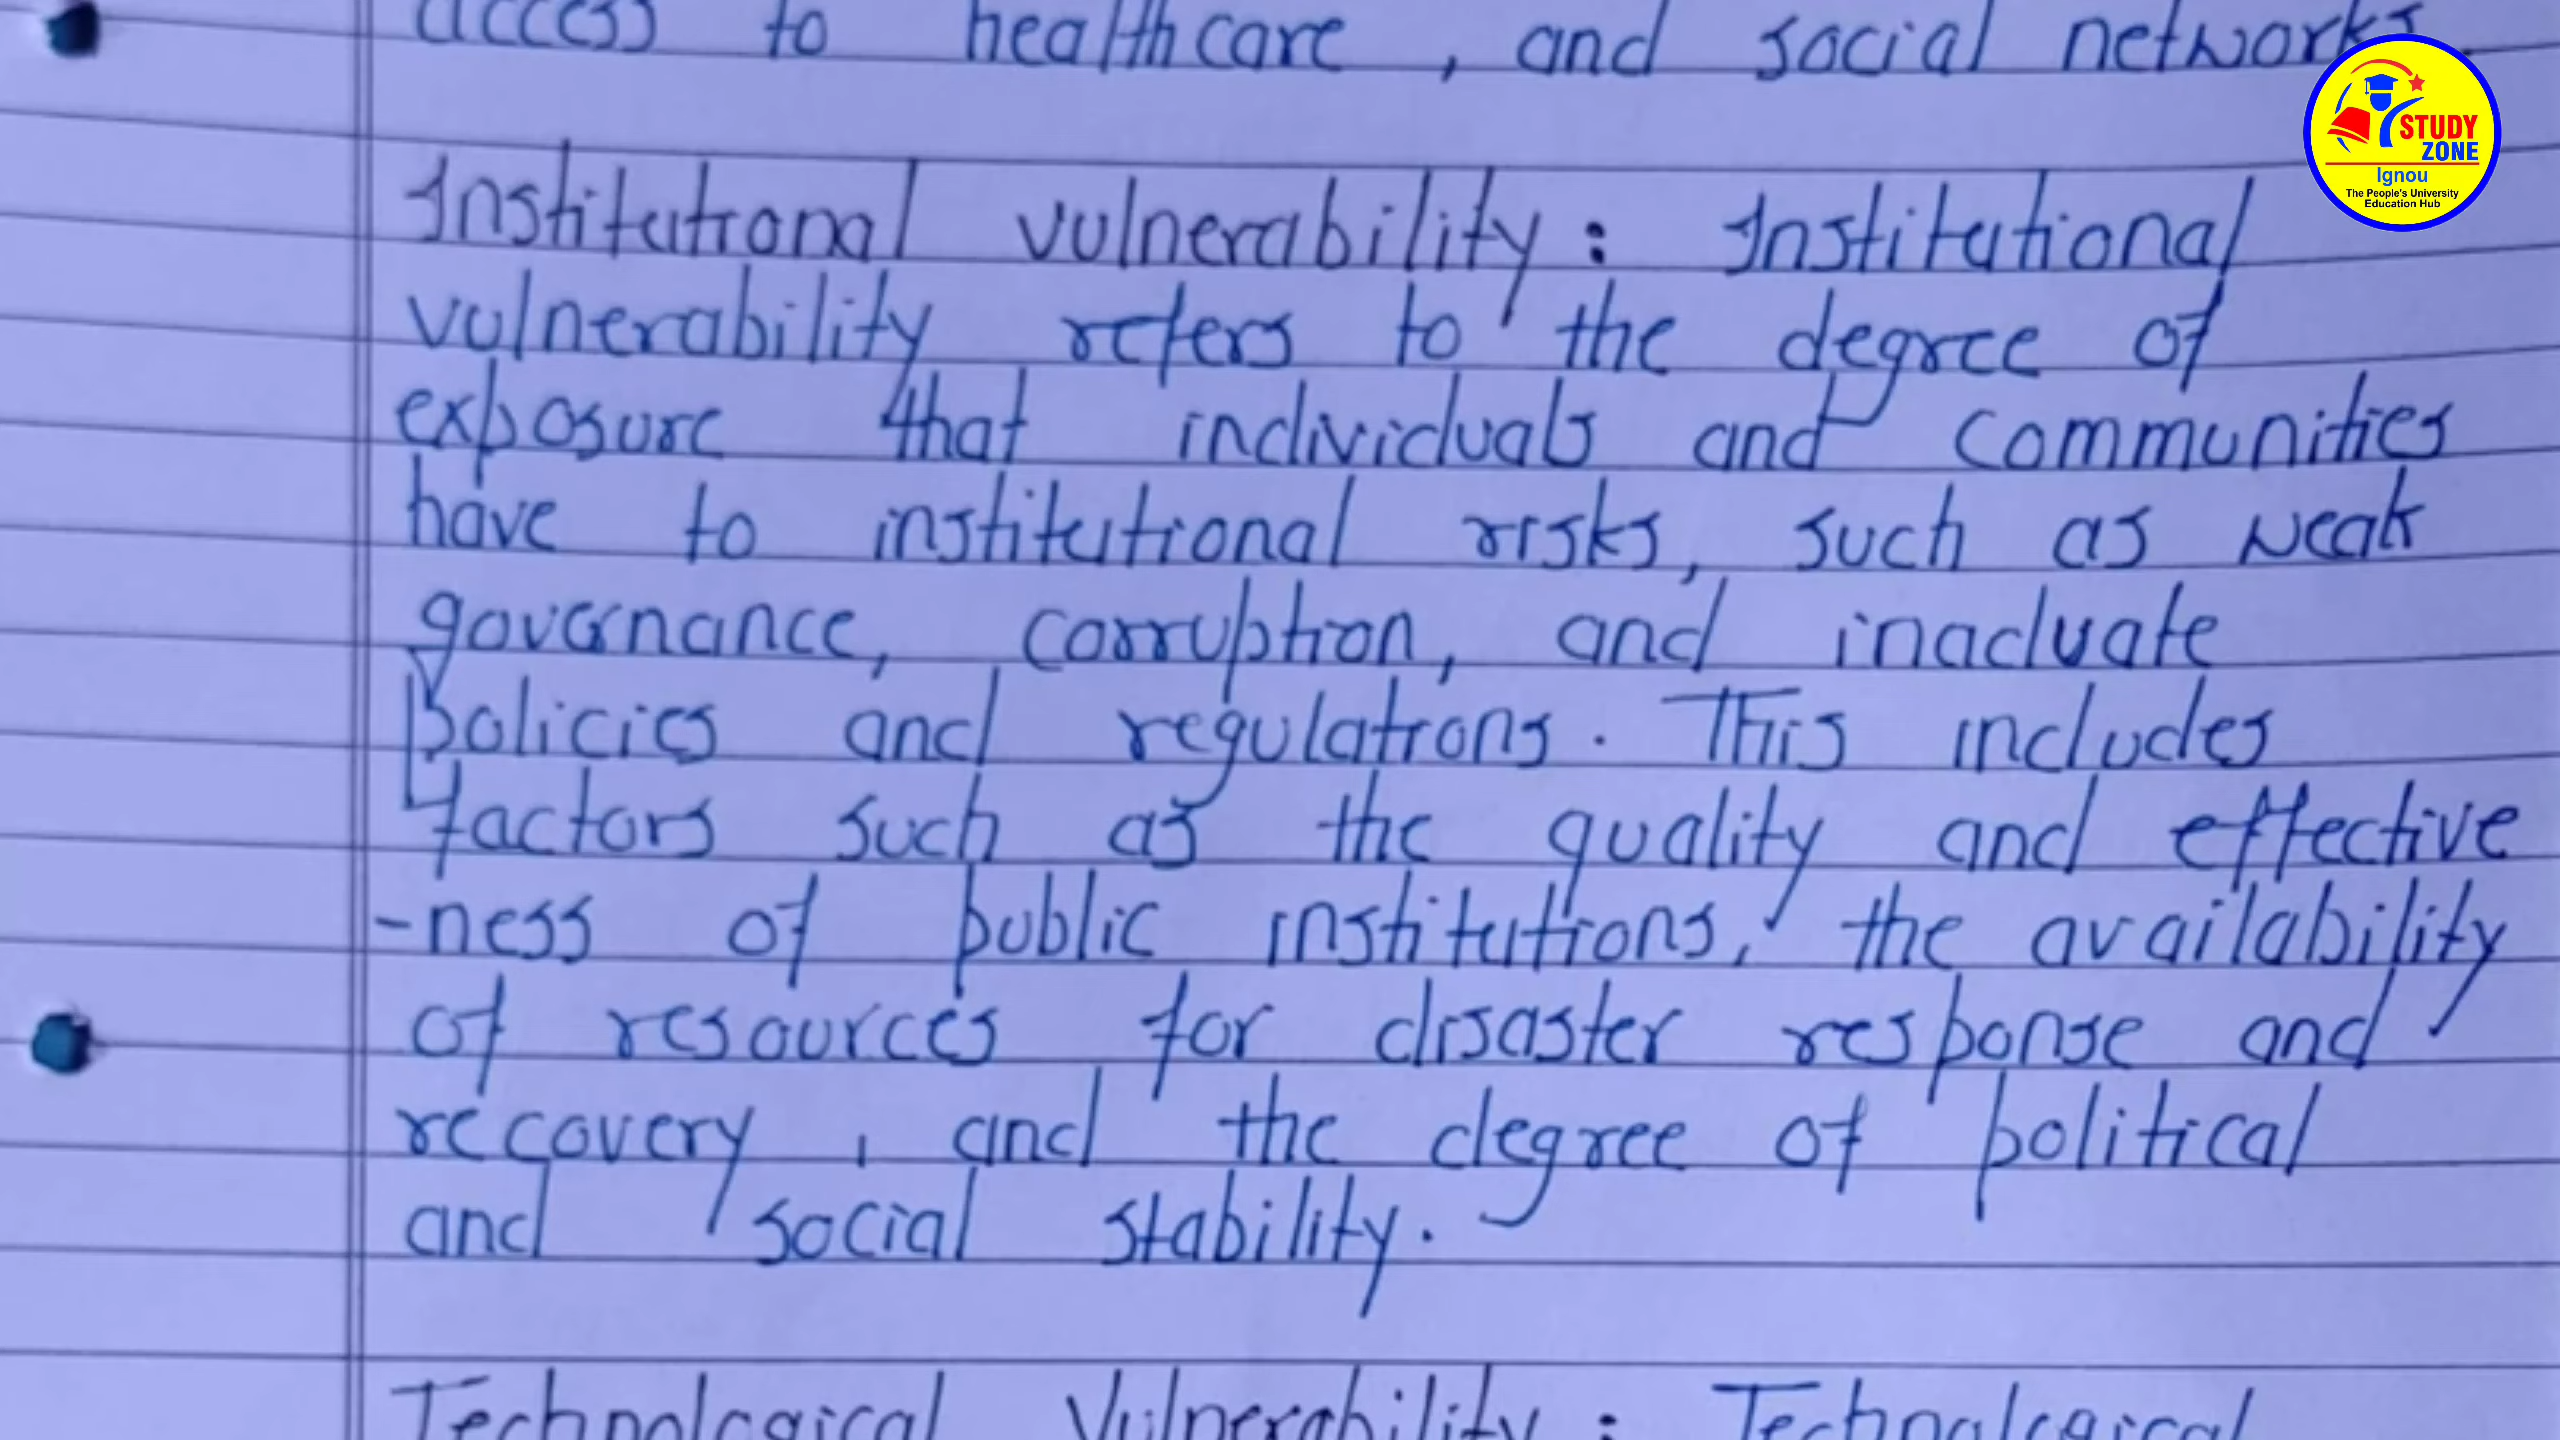 access to healthcare, and social networks.
Institutional vulnerability: Institutional
vulnerability refers to the degree of
exposure that individuals and communities
have to institutional risks, such as weak
governance, corruption, and inaduate
policies and regulations. This includes
factors such as the quality and effective
-ness of public institutions, the availability
of resources for disaster response and
recovery, and the degree of political
and social stability.
Technological Vulnerability: Technological
STUDY
ZONE
Ignou
The People's University
Education Hub